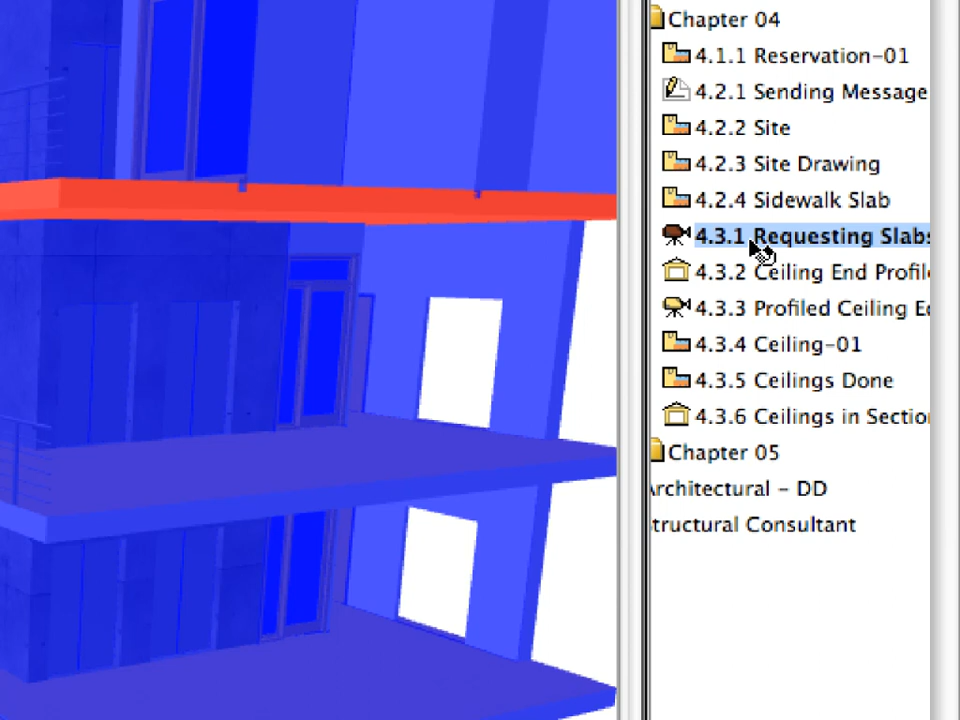 Chapter 04
4.1.1 Reservation-01
4.2.1 Sending Message
4.2.2 Site
4.2.3 Site Drawing
4.2.4 Sidewalk Slab
4.3.1 Requesting Slabs
4.3.2 Ceiling End
4.3.3 Profiled Ceiling
4.3.4 Ceiling-01
4.3.5 Ceilings Done
4.3.6 Ceilings in
Chapter 05
Architectural - DD
Structural Consultant